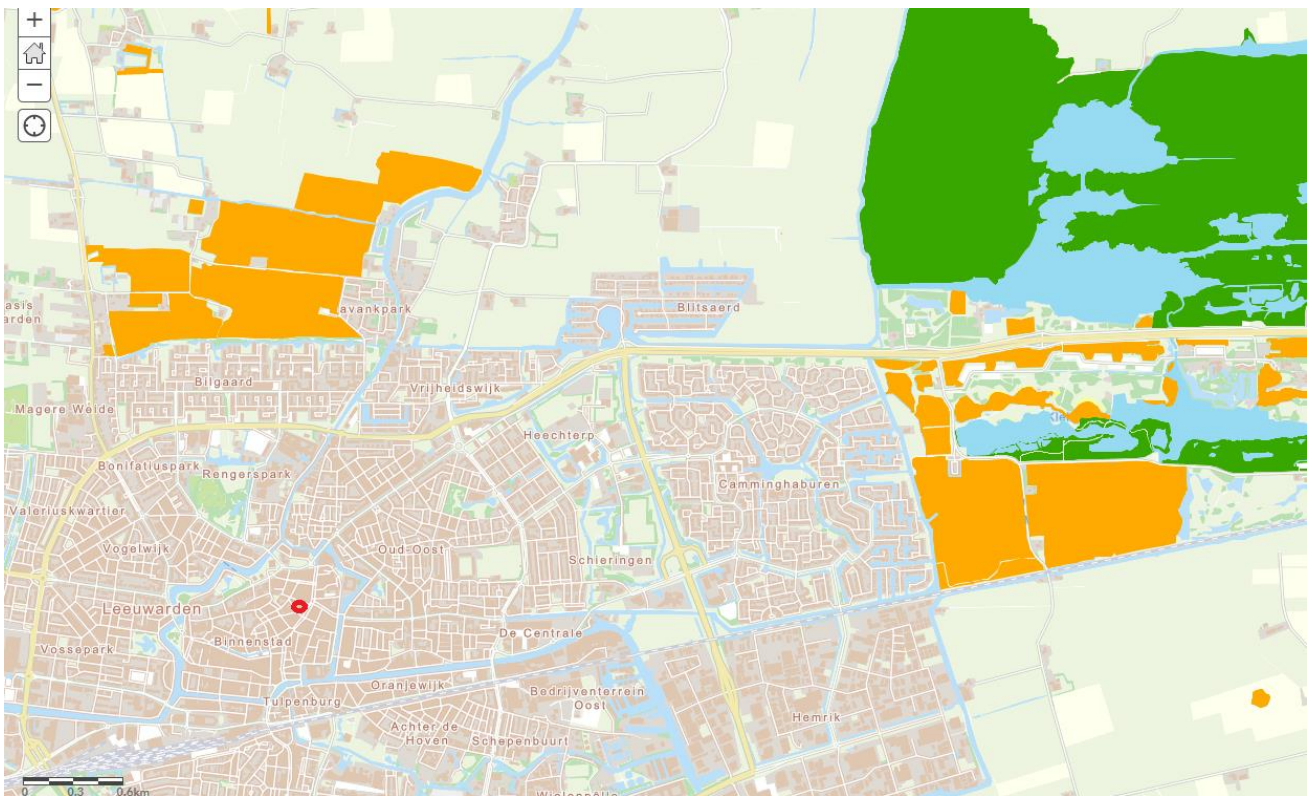 +
−
Blitsaerd
avankpark
asis
arden
Bilgaard
Vrijheidswijk
Magere Weide
Heechterp
Bonifatiuspark
Rengerspark
Camminghaburen
Valeriuskwartier
Vogelwijk
Oud Oost
Schieringen
Leeuwarden
Binnenstad
De Centrale
Vossepark
Oranjewijk
Tulpenburg
Bedrijventerrein
Oost
Hemrik
Achter de
Hoven
Schepenbuurt
0 0.3 0.6km